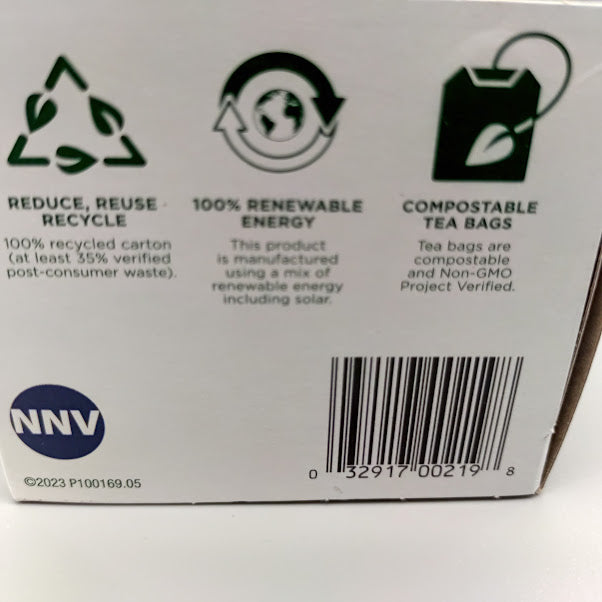 REDUCE, REUSE
RECYCLE
100% recycled carton
(at least 35% verified
post-consumer waste).
100% RENEWABLE
ENERGY
This product
is manufactured
using a mix of
renewable energy
including solar.
COMPOSTABLE
TEA BAGS
Tea bags are
compostable
and Non-GMO
Project Verified.
NNV
©2023 P100169.05
0 32917 00219 8